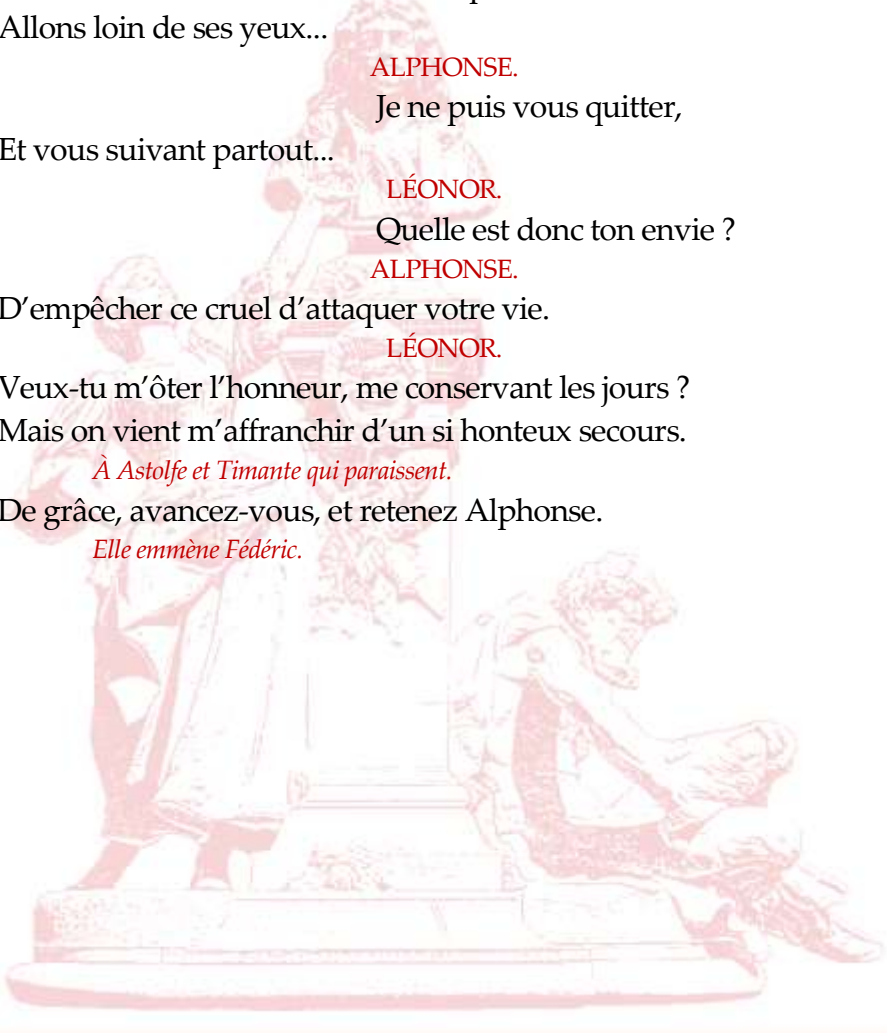 Allons loin de ses yeux...
ALPHONSE.
Je ne puis vous quitter,
Et vous suivant partout...
LÉONOR.
Quelle est donc ton envie ?
ALPHONSE.
D’empêcher ce cruel d’attaquer votre vie.
LÉONOR.
Veux-tu m’ôter l’honneur, me conservant les jours ?
Mais on vient m’affranchir d’un si honteux secours.
À Astolfe et Timante qui paraissent.
De grâce, avancez-vous, et retenez Alphonse.
Elle emmène Fédéric.